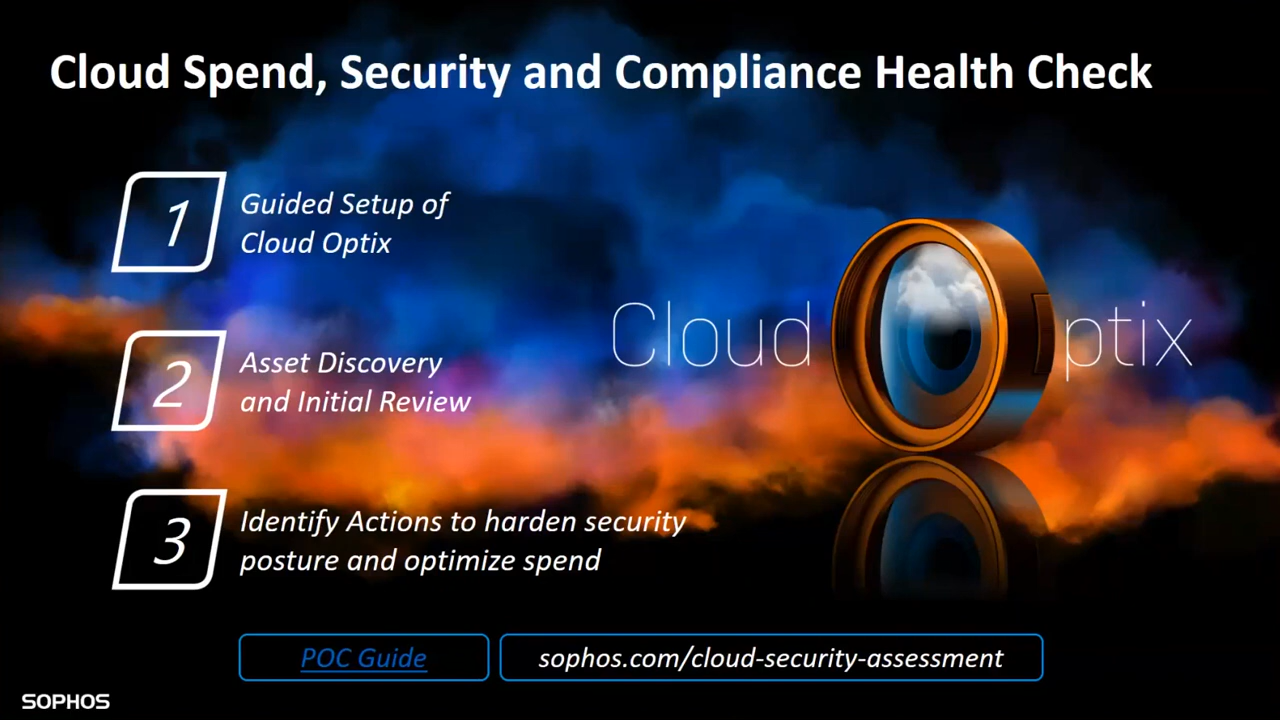 Cloud Spend, Security and Compliance Health Check
1
Guided Setup of
Cloud Optix
2
Asset Discovery
and Initial Review
3
Identify Actions to harden security
posture and optimize spend
Cloud Optix
POC Guide
sophos.com/cloud-security-assessment
SOPHOS